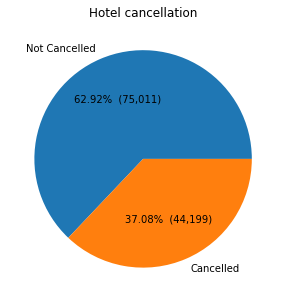 Hotel cancellation
Not Cancelled
62.92%  (75,011)
37.08%  (44,199)
Cancelled